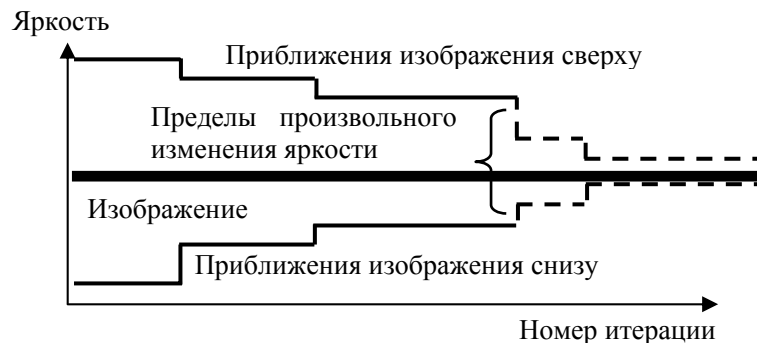 Яркость
Приближения изображения сверху
Пределы произвольного
изменения яркости
Изображение
Приближения изображения снизу
Номер итерации